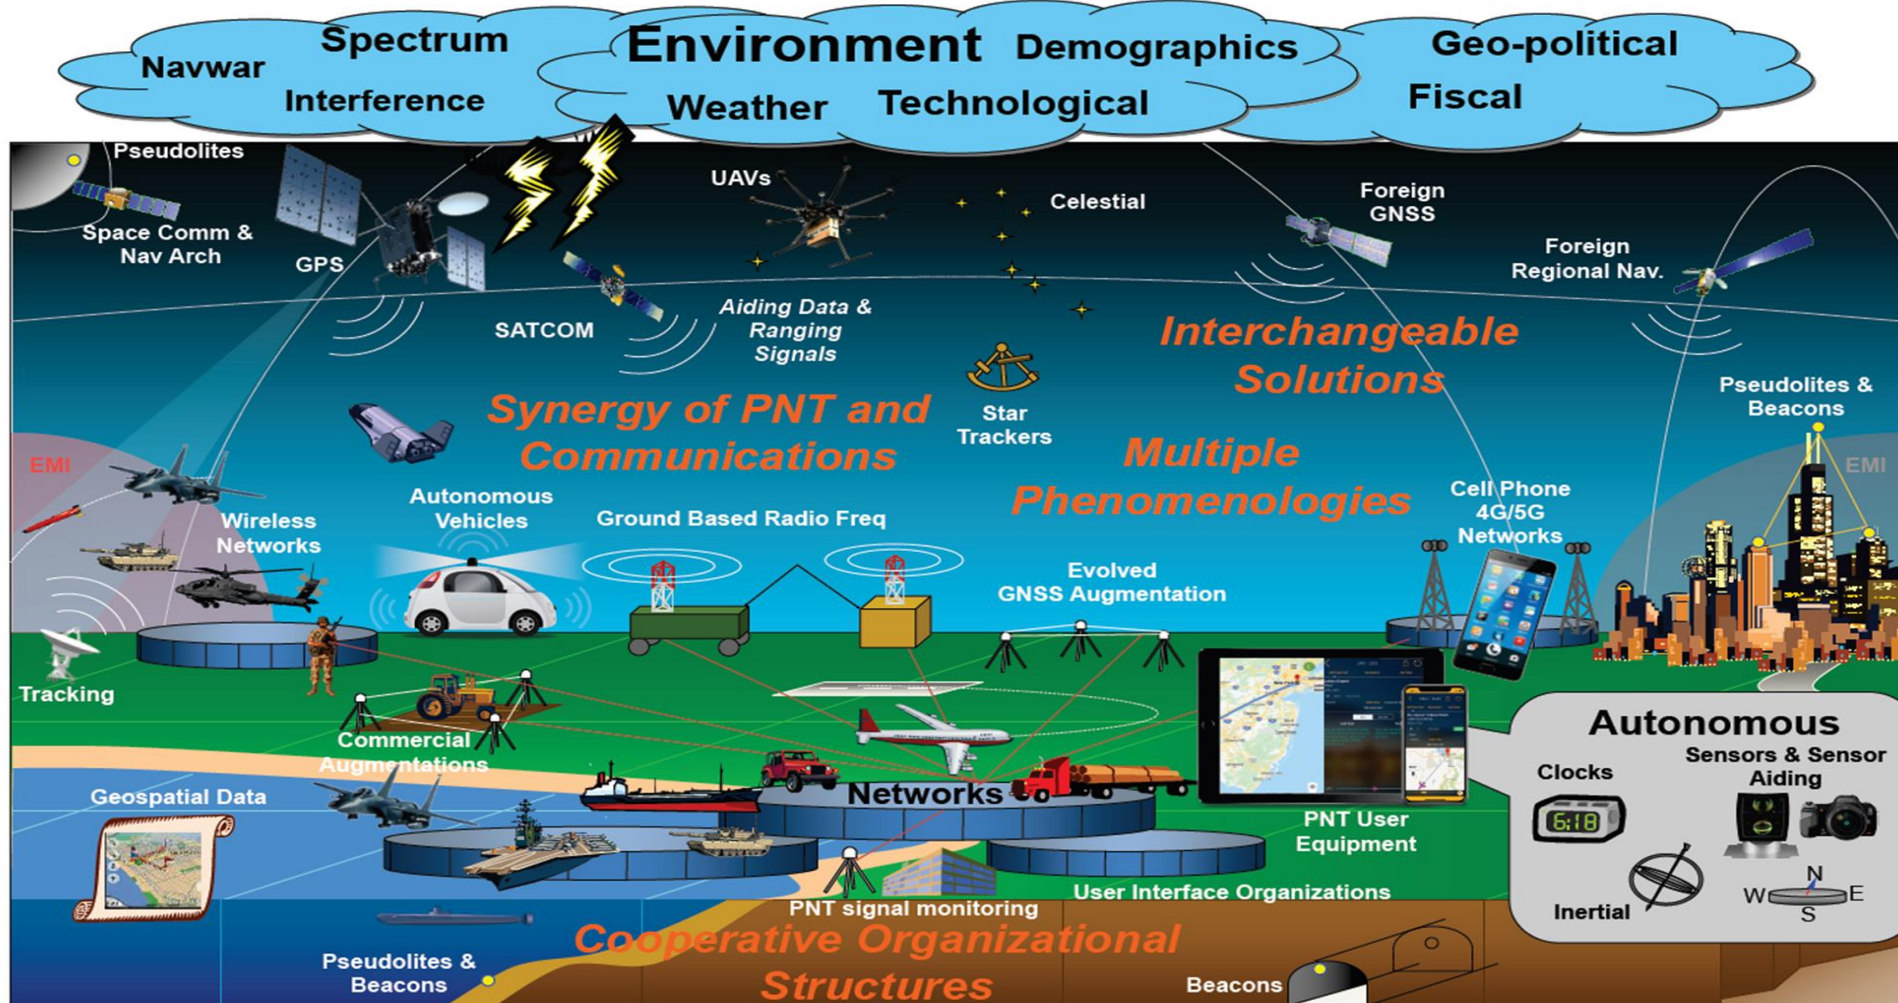 Navwar
Spectrum
Interference
Environment
Demographics
Weather
Technological
Geo-political
Fiscal
Pseudolites
Space Comm &
Nav Arch
GPS
UAVs
Celestial
Foreign
GNSS
Foreign
Regional Nav.
SATCOM
Aiding Data &
Ranging
Signals
Interchangeable
Solutions
Synergy of PNT and
Communications
Star
Trackers
Multiple
Phenomenologies
Pseudolites &
Beacons
EMI
EMI
Wireless
Networks
Autonomous
Vehicles
Ground Based Radio Freq
Evolved
GNSS Augmentation
Cell Phone
4G/5G
Networks
Tracking
Commercial
Augmentations
Geospatial Data
Networks
PNT User
Equipment
User Interface Organizations
PNT signal monitoring
Autonomous
Clocks
Sensors & Sensor
Aiding
6:18
Inertial
N
W E
S
Cooperative Organizational
Structures
Pseudolites &
Beacons
Beacons